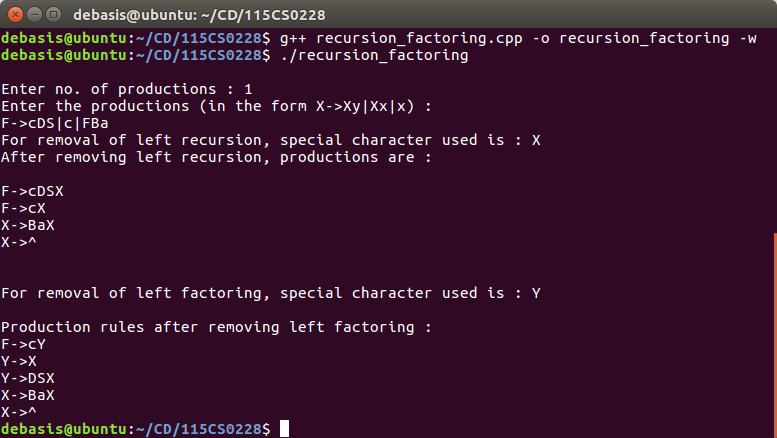 debasis@ubuntu: ~/CD/115CS0228
debasis@ubuntu:~/CD/115CS0228$ g++ recursion_factoring.cpp -o recursion_factoring -w
debasis@ubuntu:~/CD/115CS0228$ ./recursion_factoring
Enter no. of productions : 1
Enter the productions (in the form X->Xy|Xx|x) :
F->cDS|c|FBa
For removal of left recursion, special character used is : X
After removing left recursion, productions are :
F->cDSX
F->cX
X->BaX
X->^
For removal of left factoring, special character used is : Y
Production rules after removing left factoring :
F->cY
Y->X
Y->DSX
X->BaX
X->^
debasis@ubuntu:~/CD/115CS0228$